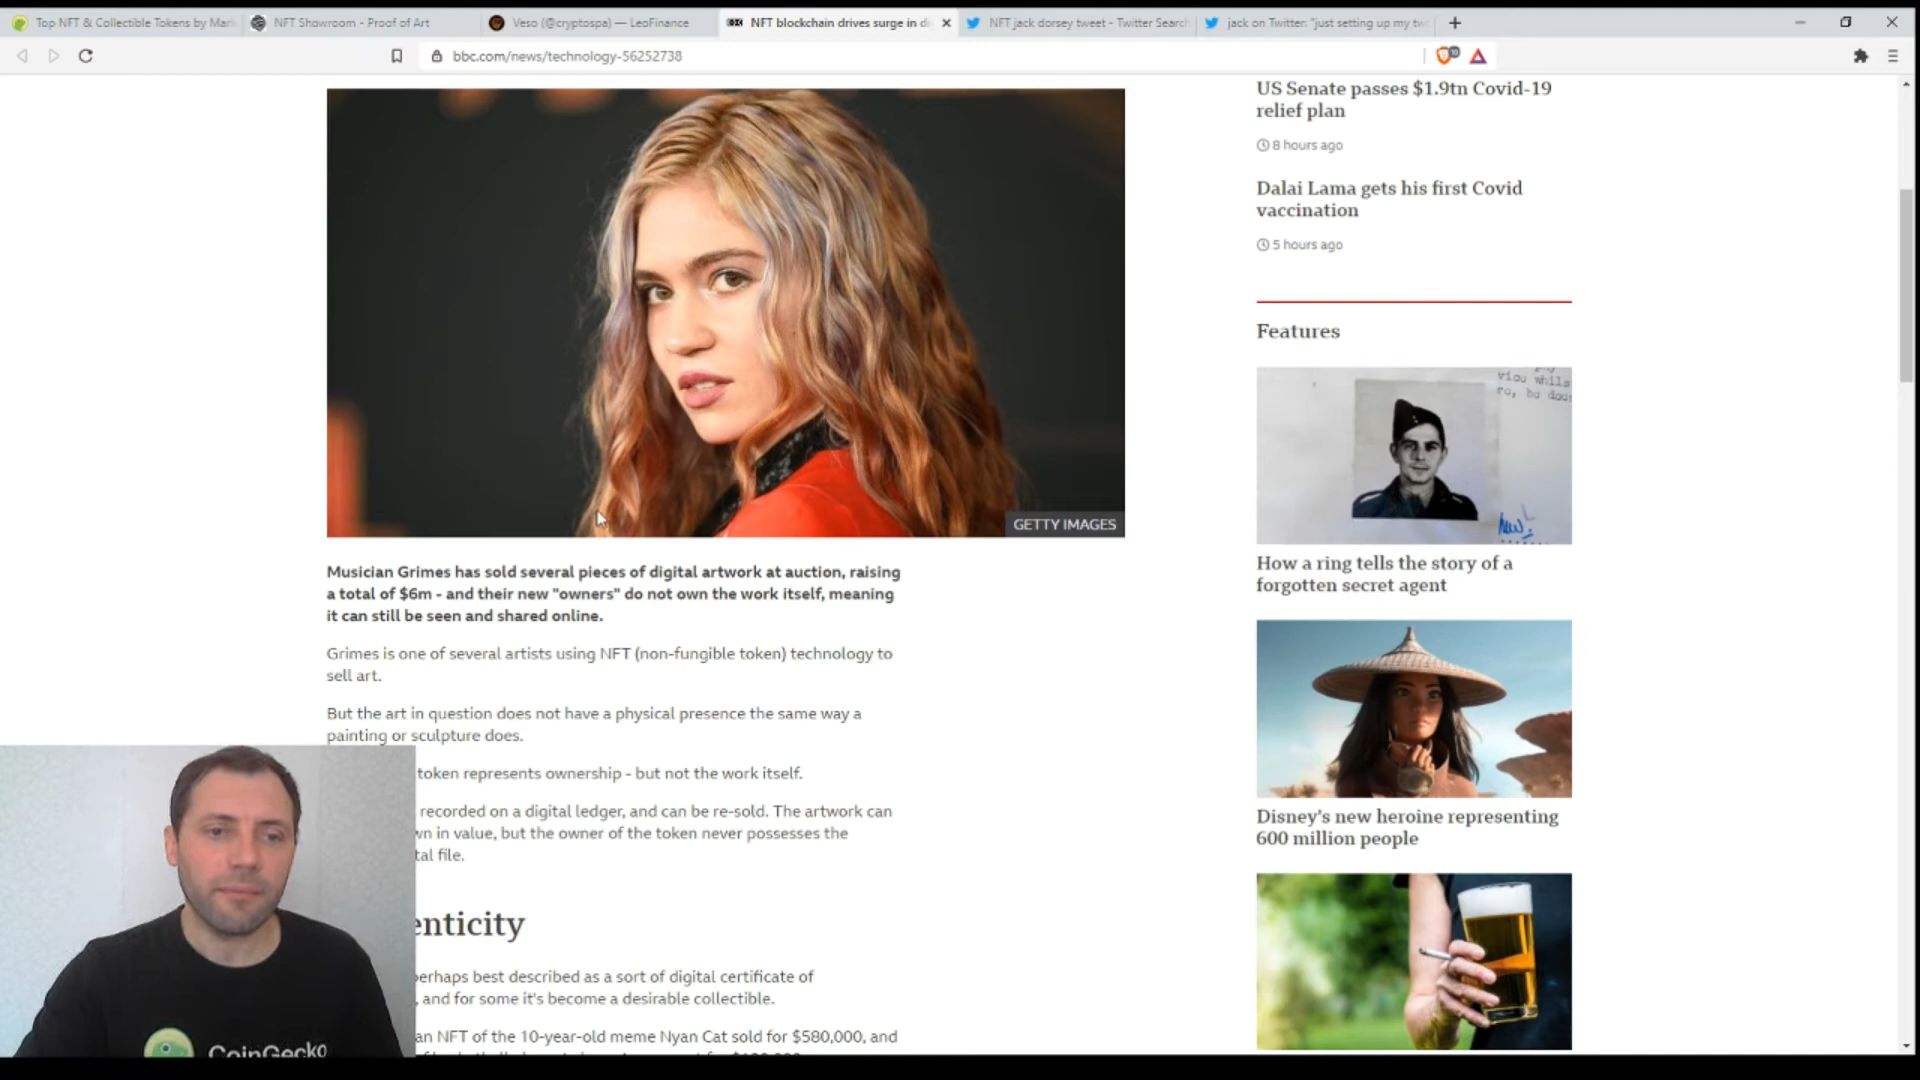 Top NFT & Collectible Tokens by Mark
NFT Showroom - Proof of Art
Veso (@cryptospa) — LeoFinance
NFT blockchain drives surge in di
NFT jack dorsey tweet - Twitter Search
jack on Twitter: "just setting up my tw
bbc.com/news/technology-56252738
GETTY IMAGES
Musician Grimes has sold several pieces of digital artwork at auction, raising
a total of $6m - and their new "owners" do not own the work itself, meaning
it can still be seen and shared online.
Grimes is one of several artists using NFT (non-fungible token) technology to
sell art.
But the art in question does not have a physical presence the same way a
painting or sculpture does.
token represents ownership - but not the work itself.
recorded on a digital ledger, and can be re-sold. The artwork can
wn in value, but the owner of the token never possesses the
tal file.
enticity
erhaps best described as a sort of digital certificate of
, and for some it's become a desirable collectible.
an NFT of the 10-year-old meme Nyan Cat sold for $580,000, and
CoinGecko
US Senate passes $1.9tn Covid-19
relief plan
8 hours ago
Dalai Lama gets his first Covid
vaccination
5 hours ago
Features
viou whils
ro, bu doo
How a ring tells the story of a
forgotten secret agent
Disney's new heroine representing
600 million people